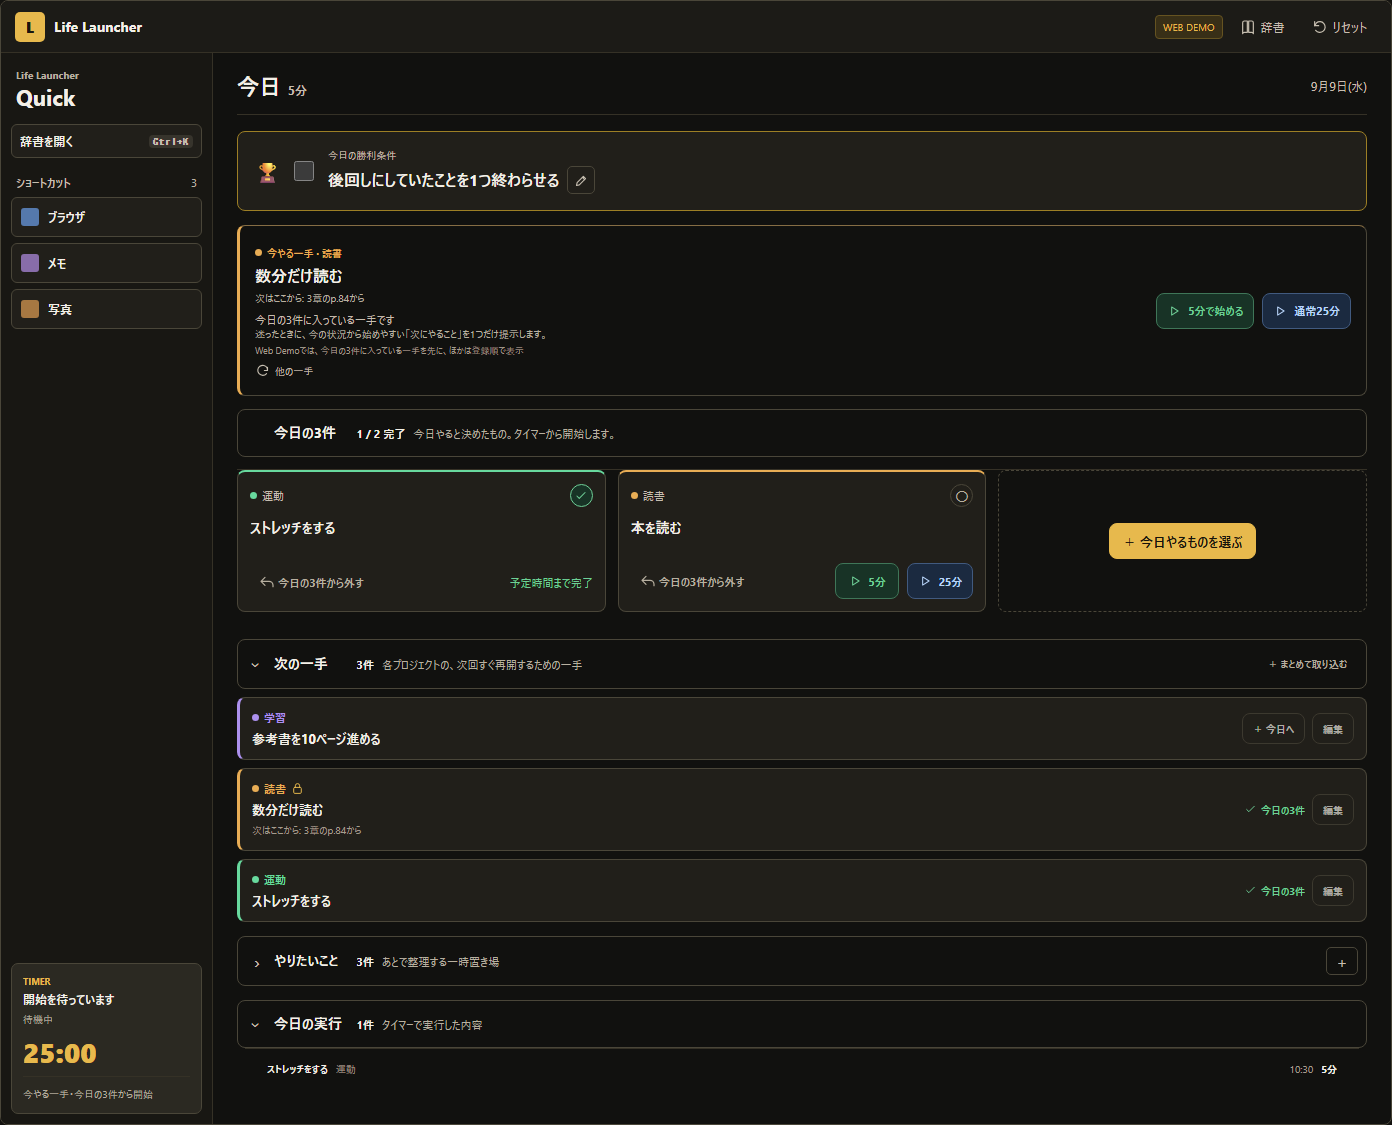 L Life Launcher
WEB DEMO 辞書 リセット
Life Launcher
Quick
辞書を開く Ctrl+K
ショートカット 3
ブラウザ
メモ
写真
TIMER
開始を待っています
待機中
25:00
今やる一手・今日の3件から開始
今日 5分 9月9日(水)
今日の勝利条件
後回しにしていたことを1つ終わらせる
今やる一手・読書
数分だけ読む
次はここから: 3章のp.84から
今日の3件に入っている一手です
迷ったときに、今の状況から始めやすい「次にやること」を1つだけ提示します。
Web Demoでは、今日の3件に入っている一手を先に、ほかは登録順で表示
他の一手
5分で始める 通常25分
今日の3件 1 / 2 完了 今日やると決めたもの。タイマーから開始します。
運動
ストレッチをする
今日の3件から外す 予定時間まで完了
読書
本を読む
今日の3件から外す 5分 25分
+ 今日やるものを選ぶ
次の一手 3件 各プロジェクトの、次回すぐ再開するための一手 + まとめて取り込む
学習
参考書を10ページ進める
+ 今日へ 編集
読書
数分だけ読む
次はここから: 3章のp.84から
今日の3件 編集
運動
ストレッチをする
今日の3件 編集
やりたいこと 3件 あとで整理する一時置き場 +
今日の実行 1件 タイマーで実行した内容
ストレッチをする 運動 10:30 5分